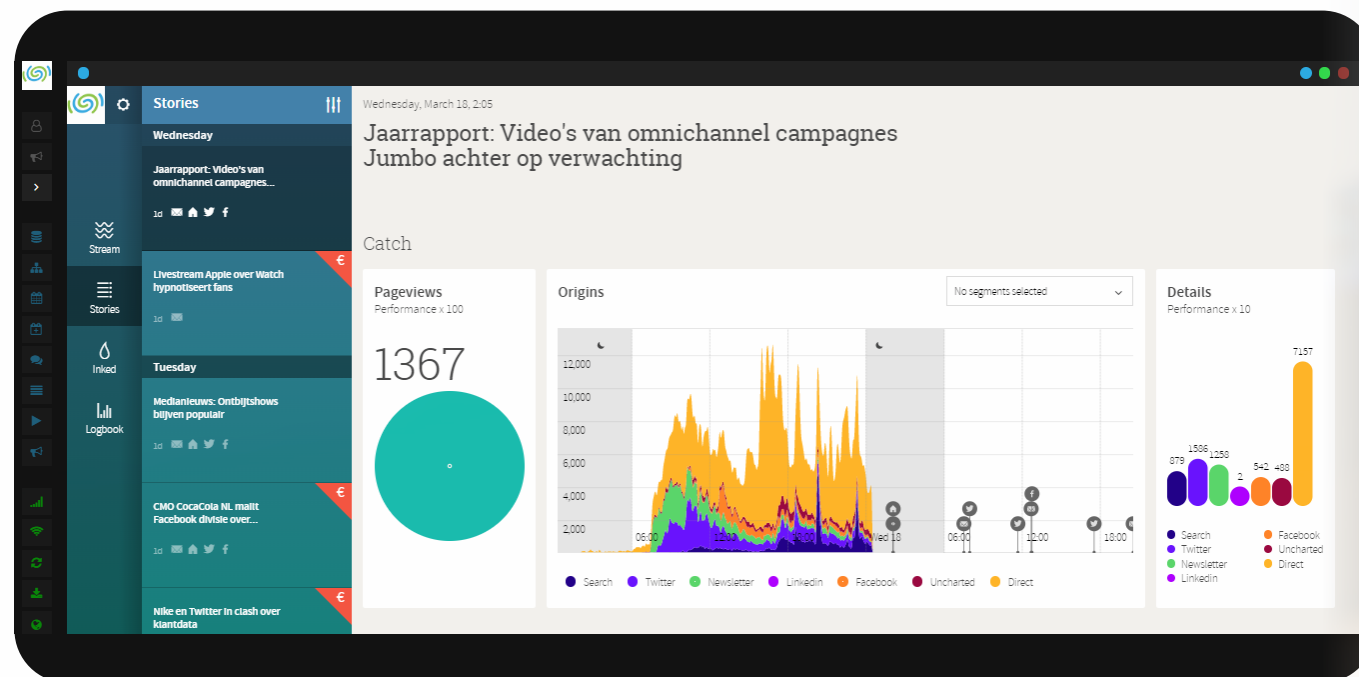 Stories
Wednesday
Jaarrapport: Video's van
omnichannel campagnes...
1d
€
Livestream Apple over Watch
hypnotiseert fans
1d
Tuesday
Medianieuws: Ontbijtshows
blijven populair
1d
€
CMO CocaCola NL mailt
Facebook divisie over...
1d
€
Nike en Twitter in clash over
klantdata
Stream
Stories
Inked
Logbook
Wednesday, March 18, 2:05
Jaarrapport: Video's van omnichannel campagnes
Jumbo achter op verwachting
Catch
Pageviews
Performance x 100
1367
Origins
No segments selected
12,000
10,000
8,000
6,000
4,000
2,000
06:00 12:00 18:00 Wed 18 06:00 12:00 18:00
Search Twitter Newsletter Linkedin Facebook Uncharted Direct
Details
Performance x 10
879 1586 1258 2 542 488 7157
Search Facebook
Twitter Uncharted
Newsletter Direct
Linkedin